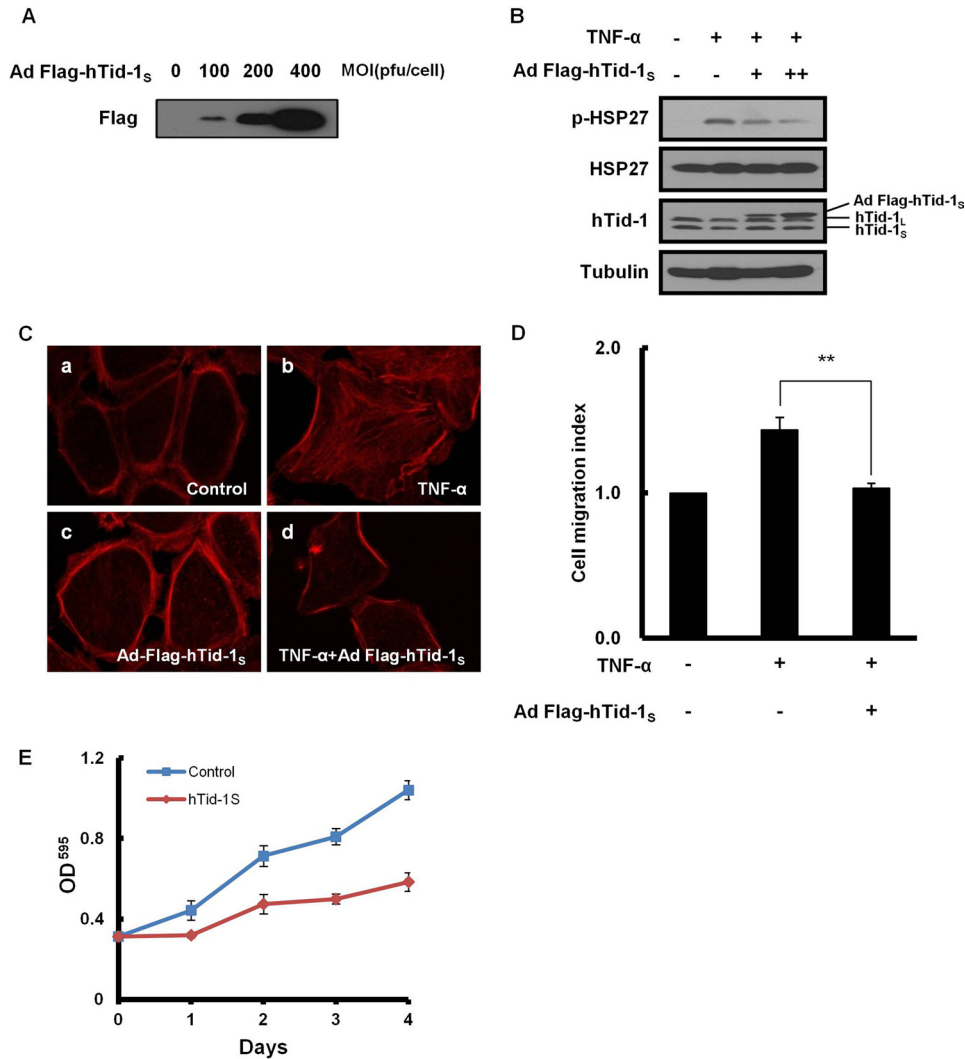 A
Ad Flag-hTid-1S 0 100 200 400 MOI(pfu/cell)
Flag
B
TNF-α - + + +
Ad Flag-hTid-1S - - + ++
p-HSP27
HSP27
hTid-1
Ad Flag-hTid-1S
hTid-1L
hTid-1S
Tubulin
C
a
Control
b
TNF-α
c
Ad-Flag-hTid-1S
d
TNF-α+Ad Flag-hTid-1S
D
Cell migration index
2.0
1.0
0.0
**
TNF-α - + +
Ad Flag-hTid-1S - - +
E
OD595
1.2
0.8
0.4
0
Control
hTid-1S
0 1 2 3 4
Days